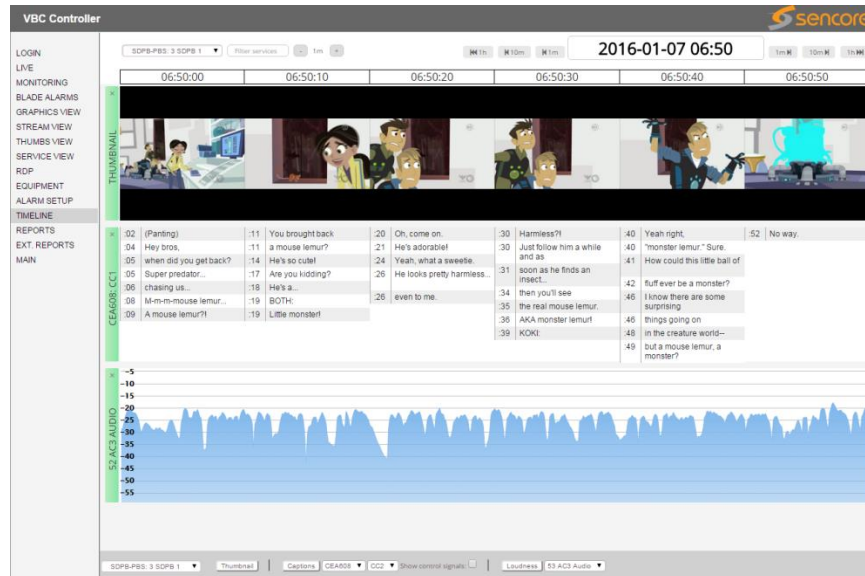 VBC Controller
sencore
LOGIN
LIVE
MONITORING
BLADE ALARMS
GRAPHICS VIEW
STREAM VIEW
THUMBS VIEW
SERVICE VIEW
RDP
EQUIPMENT
ALARM SETUP
TIMELINE
REPORTS
EXT. REPORTS
MAIN
SDPB-PBS: 3 SDPB 1
Filter services
- 1m +
1h
10m
1m
2016-01-07 06:50
1m
10m
1h
06:50:00 06:50:10 06:50:20 06:50:30 06:50:40 06:50:50
THUMBNAIL
CEA608: CC1
:02 (Panting)
:04 Hey bros,
:05 when did you get back?
:05 Super predator...
:06 chasing us...
:08 M-m-m-mouse lemur...
:09 A mouse lemur?!
:11 You brought back
:11 a mouse lemur?
:14 He's so cute!
:17 Are you kidding?
:18 He's a...
:19 BOTH:
:19 Little monster!
:20 Oh, come on.
:21 He's adorable!
:24 Yeah, what a sweetie.
:26 He looks pretty harmless...
:26 even to me.
:30 Harmless?!
:30 Just follow him a while
and as
:31 soon as he finds an
insect...
:34 then you'll see
:35 the real mouse lemur.
:36 AKA monster lemur!
:39 KOKI:
:40 Yeah right,
:40 "monster lemur." Sure.
:41 How could this little ball of
:42 fluff ever be a monster?
:46 I know there are some
surprising
:46 things going on
:48 in the creature world--
:49 but a mouse lemur, a
monster?
:52 No way.
52 AC3 AUDIO
-5
-10
-15
-20
-25
-30
-35
-40
-45
-50
-55
SDPB-PBS: 3 SDPB 1 Thumbnail Captions CEA608 CC2 Show control signals: Loudness 53 AC3 Audio